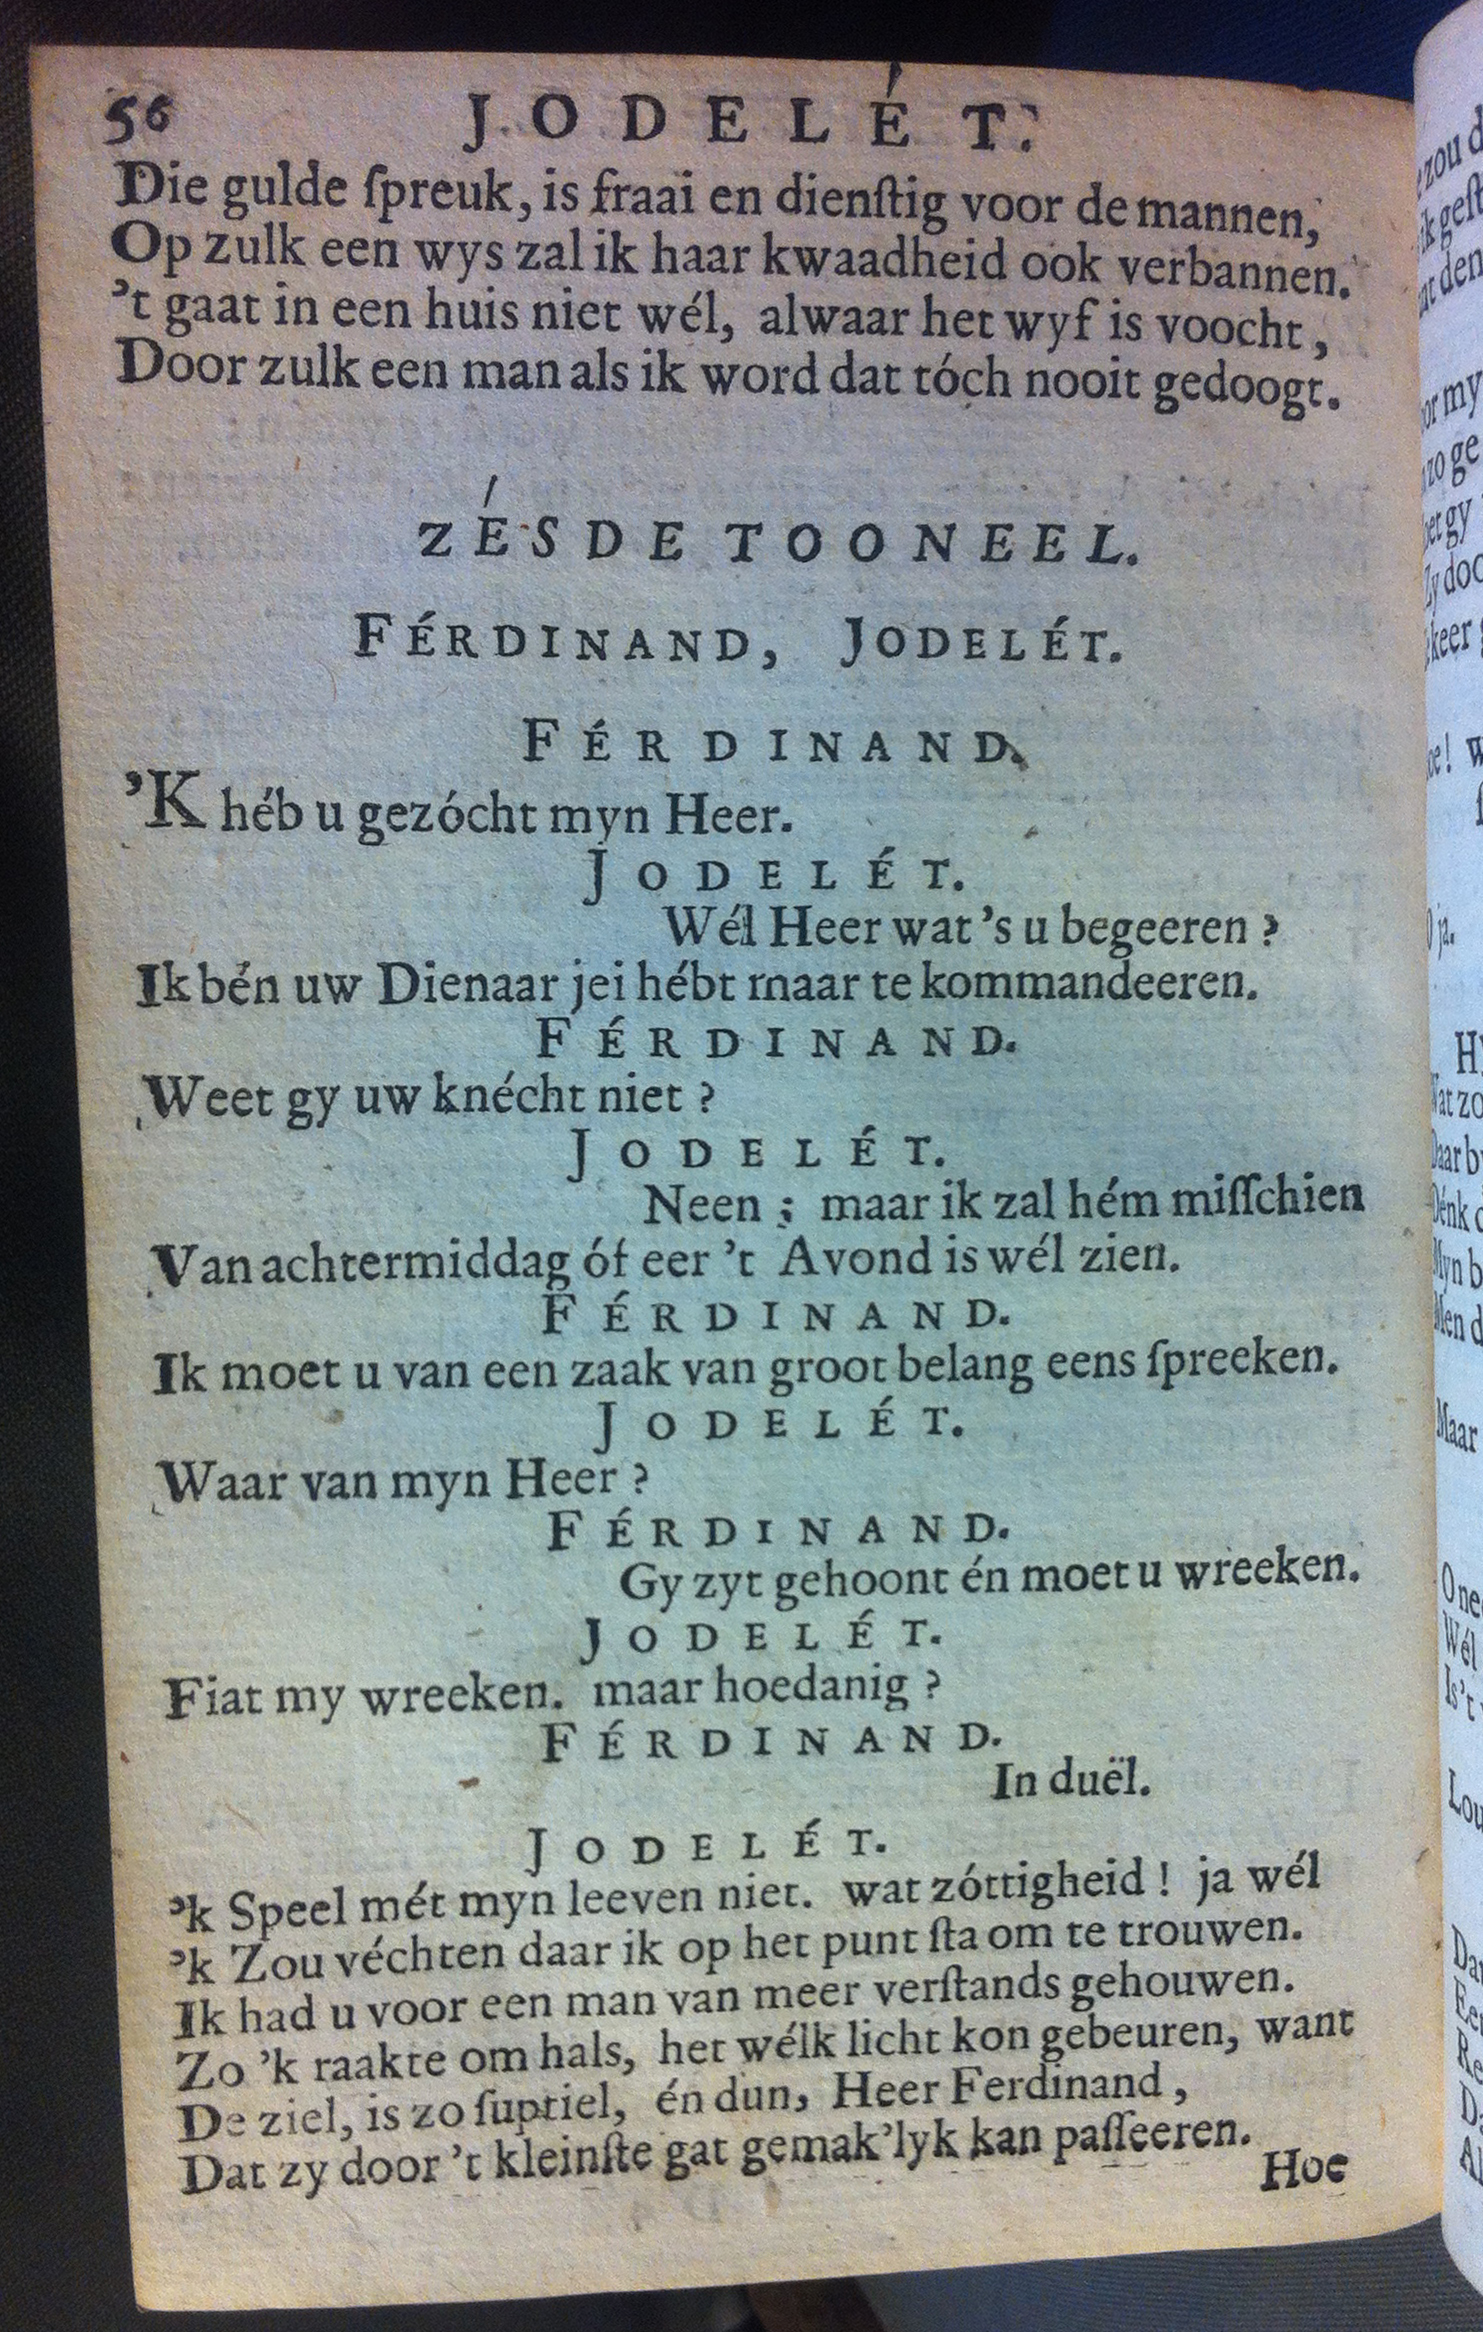 56 JODELÉT.
Die gulde ſpreuk, is fraai en dienſtig voor de mannen,
Op zulk een wys zal ik haar kwaadheid ook verbannen.
't gaat in een huis niet wél, alwaar het wyf is voocht,
Door zulk een man als ik word dat tóch nooit gedoogt.
ZÉSDE TOONEEL.
FÉRDINAND, JODELÉT.
FÉRDINAND.
'K héb u gezócht myn Heer.
JODELÉT.
Wél Heer wat 's u begeeren?
Ik bén uw Dienaar jei hébt maar te kommandeeren.
FÉRDINAND.
Weet gy uw knécht niet?
JODELÉT.
Neen; maar ik zal hém miſſchien
Van achtermiddag óf eer 't Avond is wél zien.
FÉRDINAND.
Ik moet u van een zaak van groot belang eens ſpreeken.
JODELÉT.
Waar van myn Heer?
FÉRDINAND.
Gy zyt gehoont én moet u wreeken.
JODELÉT.
Fiat my wreeken. maar hoedanig?
FÉRDINAND.
In duël.
JODELÉT.
'k Speel mét myn leeven niet. wat zóttigheid! ja wél
'k Zou véchten daar ik op het punt ſta om te trouwen.
Ik had u voor een man van meer verſtands gehouwen.
Zo 'k raakte om hals, het wélk licht kon gebeuren, want
De ziel, is zo ſuptiel, én dun, Heer Ferdinand,
Dat zy door 't kleinſte gat gemak'lyk kan paſſeeren.
Hoe